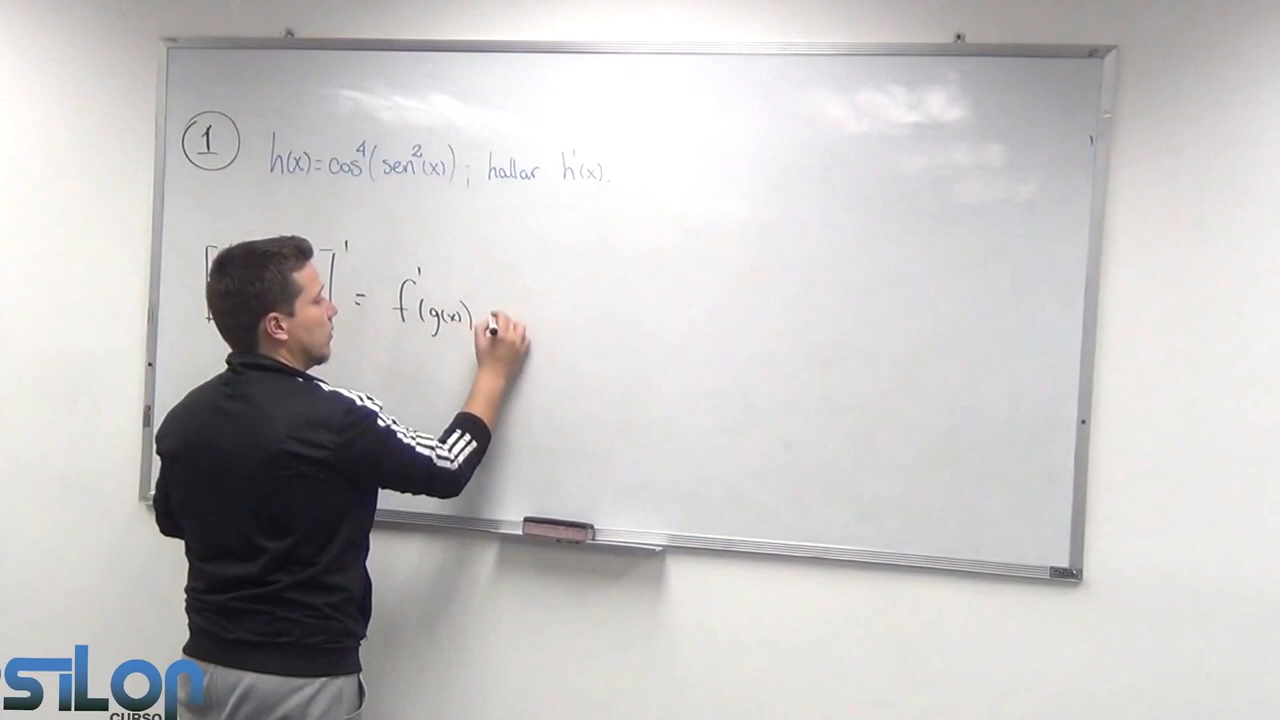 1 h(x)=cos⁴(sen²(x)); hallar h'(x).
[ ]' = f'(g(x))
SILON
CURSO